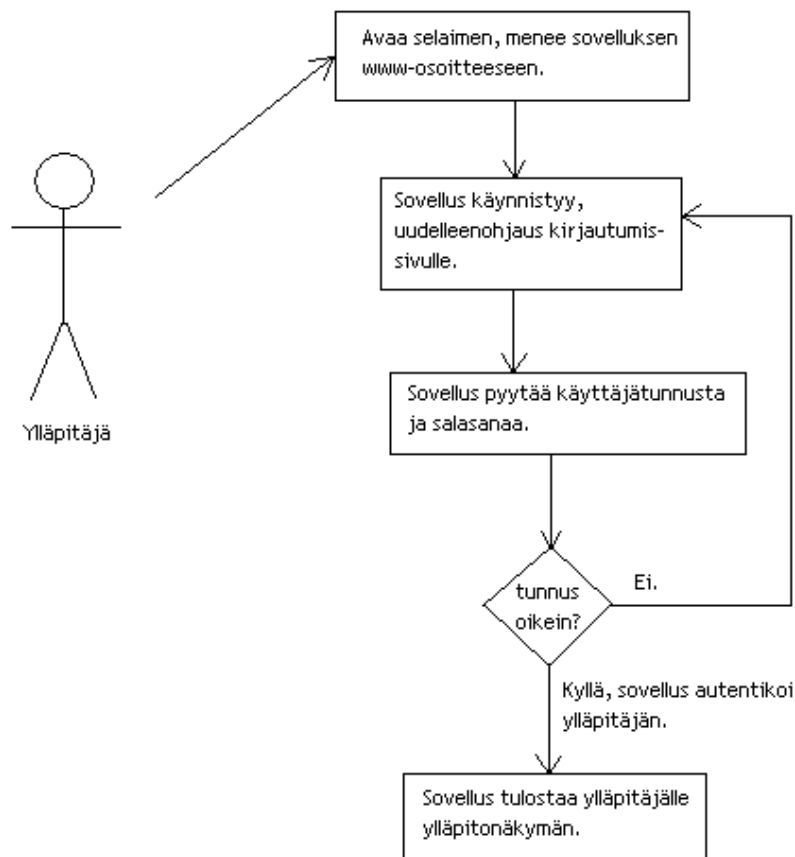 Avaa selaimen, menee sovelluksen
www-osoitteeseen.
Sovellus käynnistyy,
uudelleenohjaus kirjautumis-
sivulle.
Sovellus pyytää käyttäjätunnusta
ja salasanaa.
Ylläpitäjä
tunnus
oikein?
Ei.
Kyllä, sovellus autentikoi
ylläpitäjän.
Sovellus tulostaa ylläpitäjälle
ylläpitonäkymän.